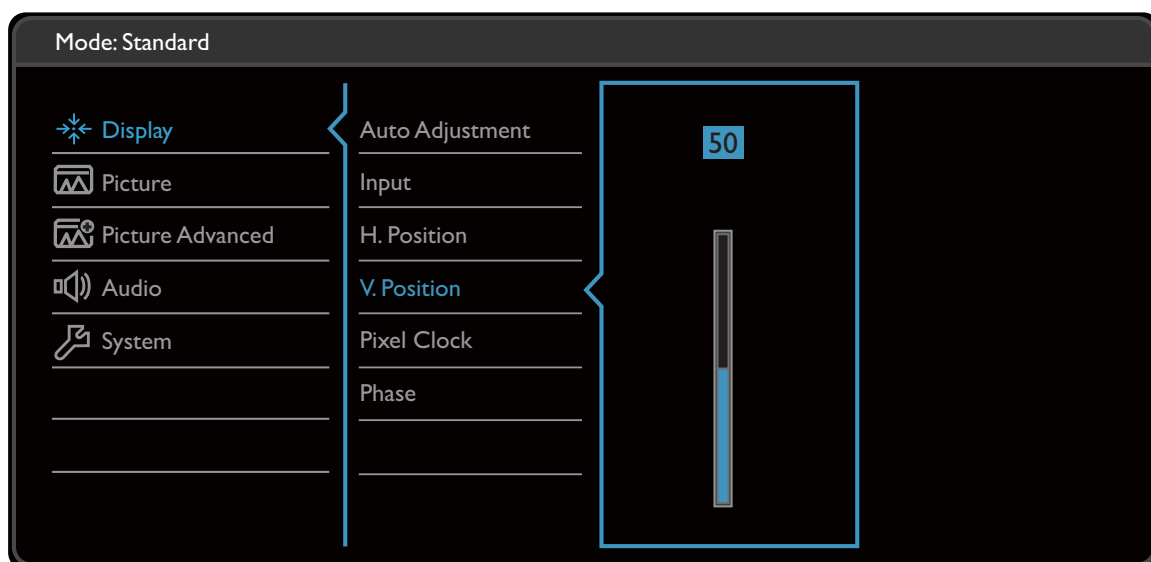 Mode: Standard
Display
Picture
Picture Advanced
Audio
System
Auto Adjustment
Input
H. Position
V. Position
Pixel Clock
Phase
50